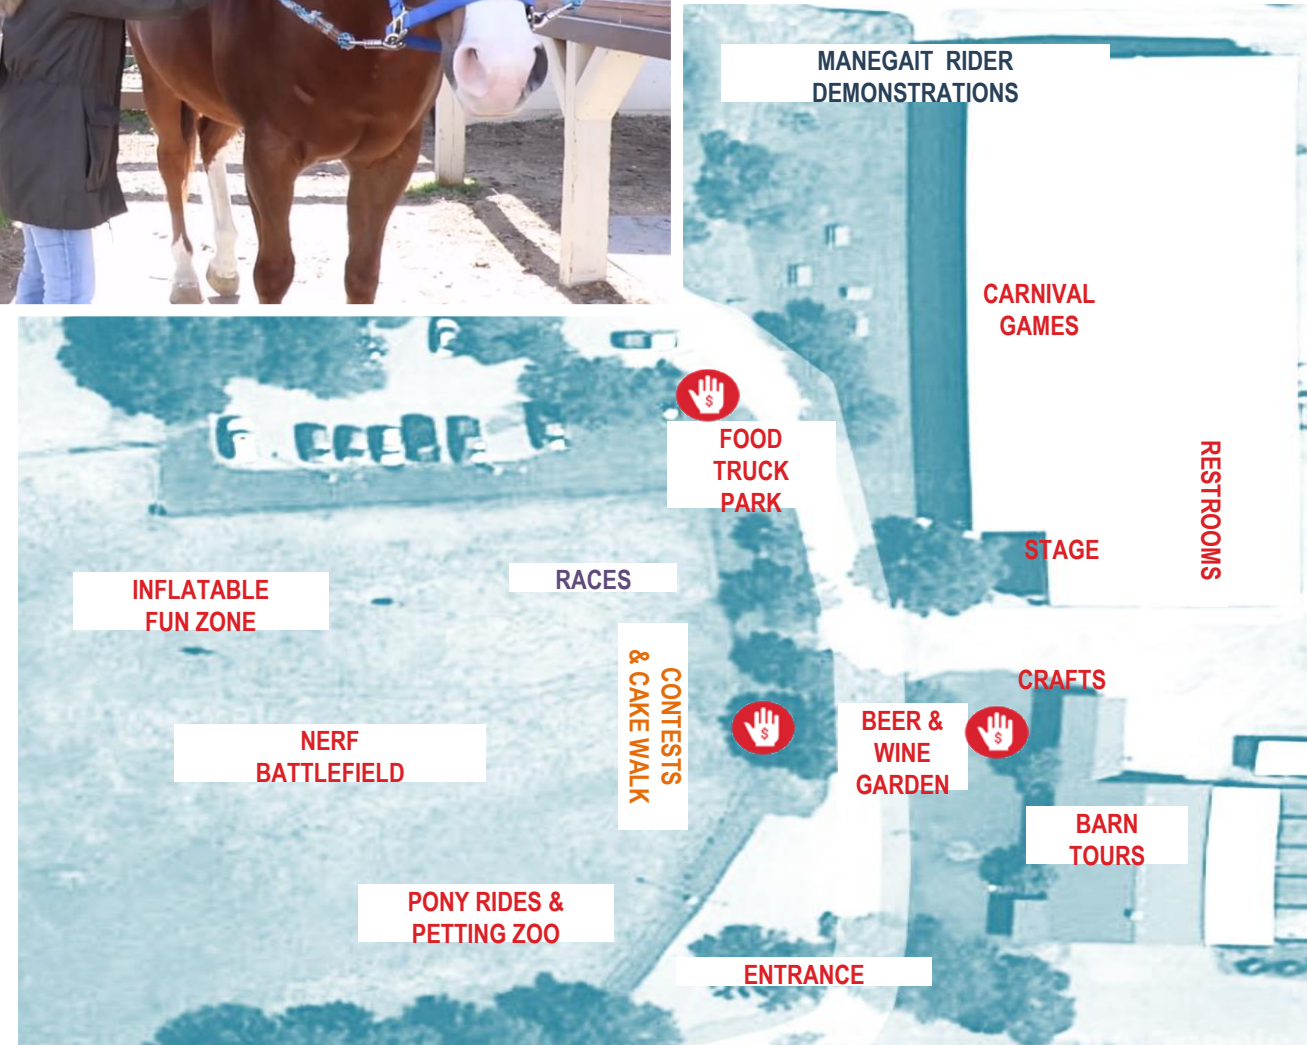 MANEGAIT RIDER
DEMONSTRATIONS
CARNIVAL
GAMES
$
FOOD
TRUCK
PARK
RESTROOMS
STAGE
RACES
INFLATABLE
FUN ZONE
CONTESTS
& CAKE WALK
CRAFTS
$
BEER &
WINE
GARDEN
$
NERF
BATTLEFIELD
BARN
TOURS
PONY RIDES &
PETTING ZOO
ENTRANCE